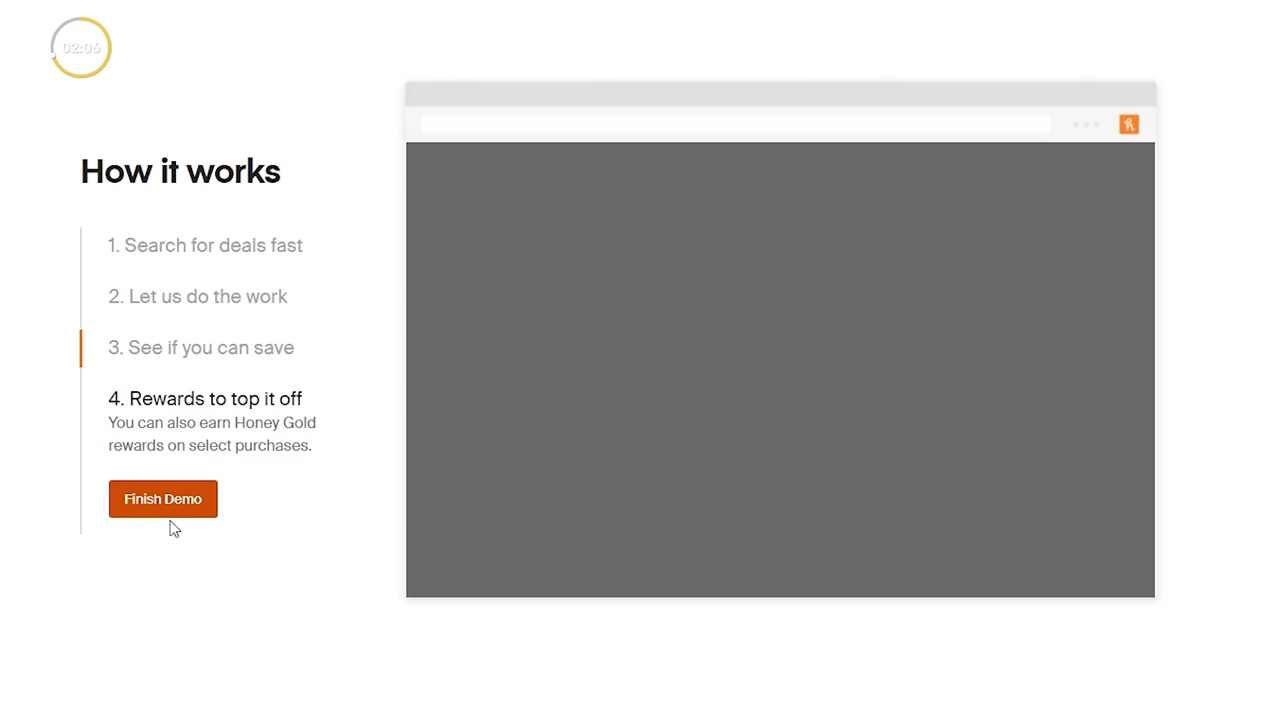 02:06
How it works
1. Search for deals fast
2. Let us do the work
3. See if you can save
4. Rewards to top it off
You can also earn Honey Gold
rewards on select purchases.
Finish Demo